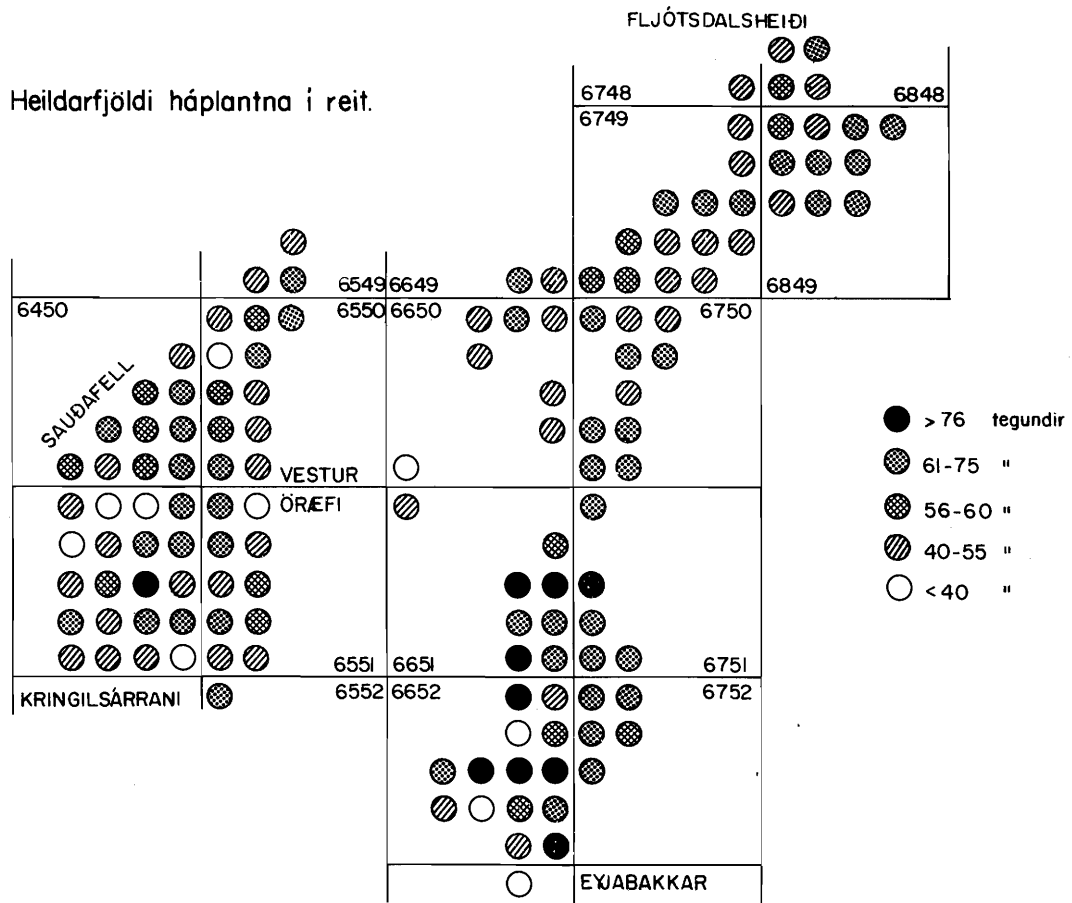 FLJÓTSDALSHEIÐI
Heildarfjöldi háplantna í reit.
6748 6848
6749
6549 6649 6849
6450 6550 6650 6750
SAUÐAFELL
> 76 tegundir
61-75 "
56-60 "
40-55 "
< 40 "
VESTUR
ÖRÆFI
6551 6651 6751
KRINGILSÁRRANI 6552 6652 6752
EYJABAKKAR